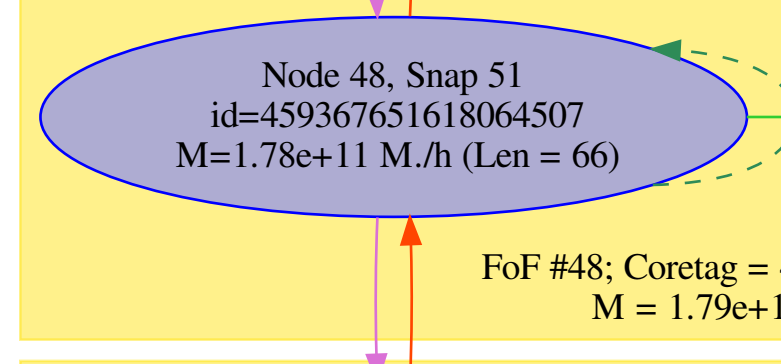 Node 48, Snap 51
id=459367651618064507
M=1.78e+11 M./h (Len = 66)
FoF #48; Coretag =
M = 1.79e+1